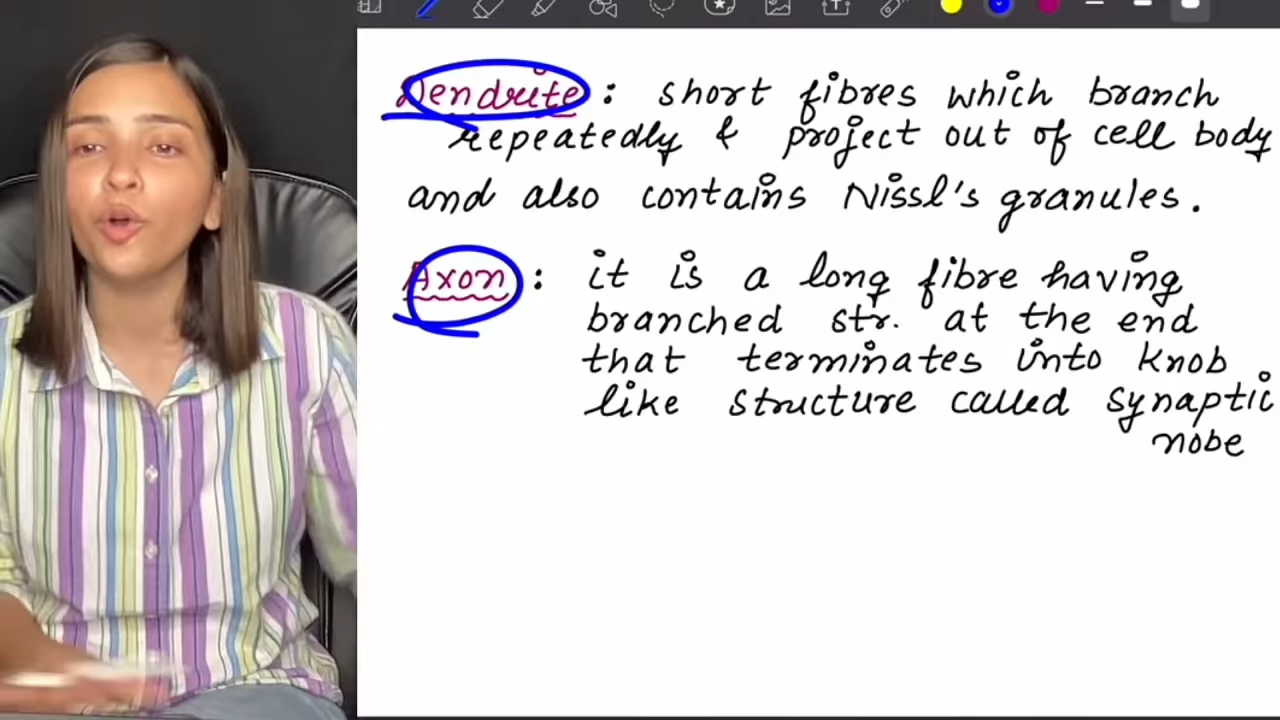 Dendrite : short fibres which branch
repeatedly & project out of cell body
and also contains Nissl's granules.
Axon : it is a long fibre having
branched str. at the end
that terminates into knob
like structure called synaptic
nobe